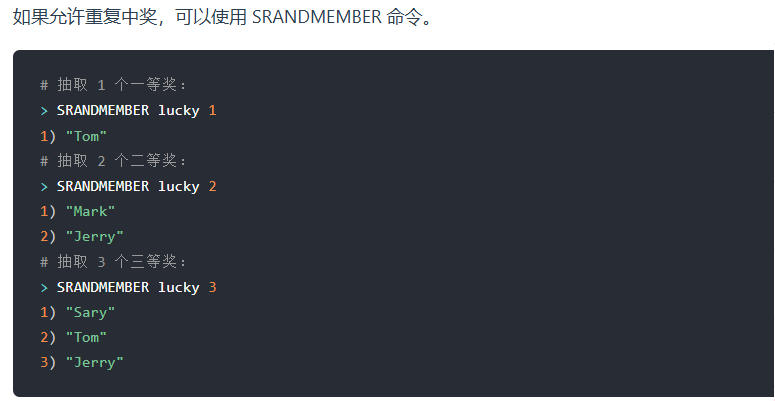 如果允许重复中奖，可以使用 SRANDMEMBER 命令。
# 抽取 1 个一等奖：
> SRANDMEMBER lucky 1
1) "Tom"
# 抽取 2 个二等奖：
> SRANDMEMBER lucky 2
1) "Mark"
2) "Jerry"
# 抽取 3 个三等奖：
> SRANDMEMBER lucky 3
1) "Sary"
2) "Tom"
3) "Jerry"